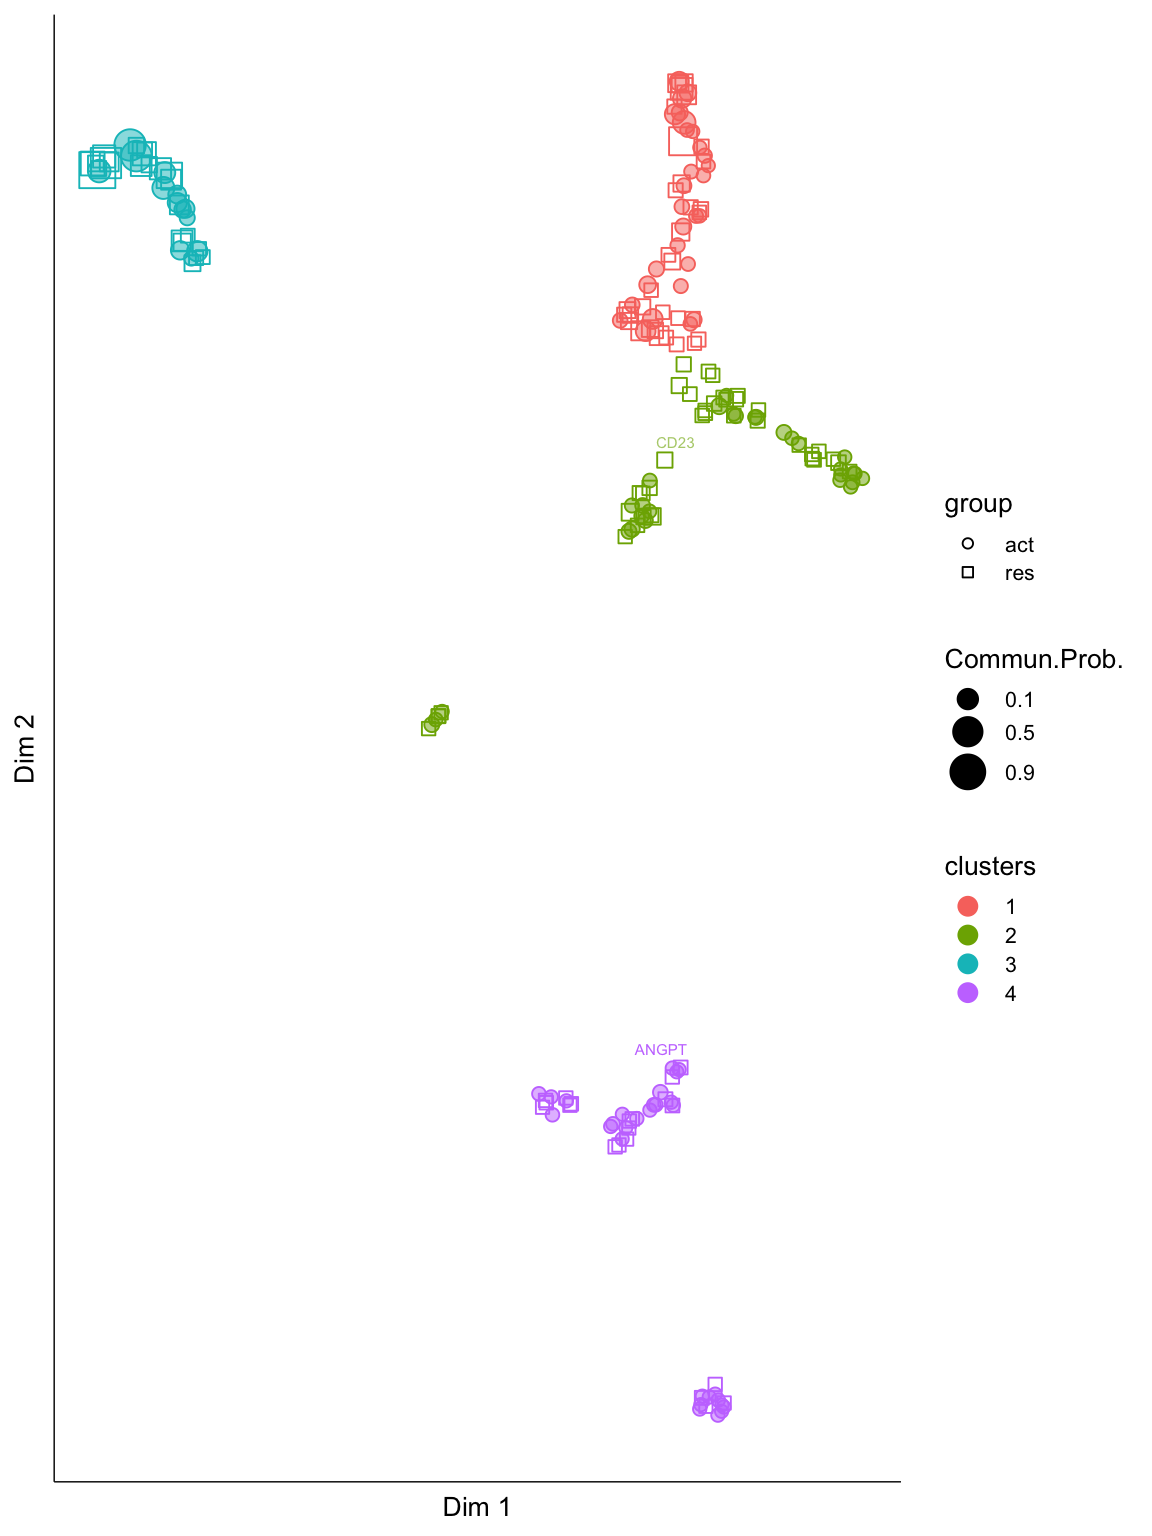 CD23
ANGPT
Dim 2
Dim 1
group
act
res
Commun.Prob.
0.1
0.5
0.9
clusters
1
2
3
4